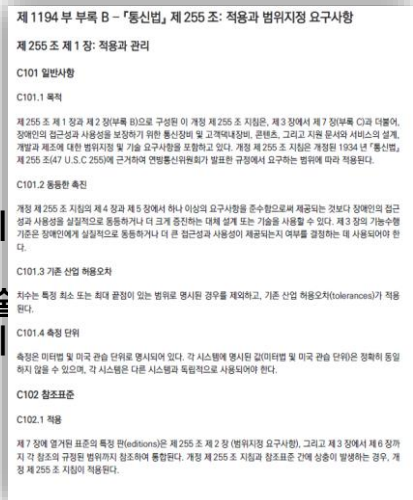 제 1194 부 부록 B – 「통신법」 제 255 조: 적용과 범위지정 요구사항
제 255 조 제 1 장: 적용과 관리
C101 일반사항
C101.1 목적
제 255 조 제 1 장과 제 2 장(부록 B)으로 구성된 이 개정 제 255 조 지침은, 제 3 장에서 제 7 장(부록 C)과 더불어,
장애인의 접근성과 사용성을 보장하기 위한 통신장비 및 고객댁내장비, 콘텐츠, 그리고 지원 문서와 서비스의 설계,
개발과 제조에 대한 범위지정 및 기술 요구사항을 포함하고 있다. 개정 제 255 조 지침은 개정된 1934 년 「통신법」
제 255 조(47 U.S.C 255)에 근거하여 연방통신위원회가 발표한 규정에서 요구하는 범위에 따라 적용된다.
C101.2 동등한 촉진
개정 제 255 조 지침의 제 4 장과 제 5 장에서 하나 이상의 요구사항을 준수함으로써 제공되는 것보다 장애인의 접근
성과 사용성을 실질적으로 동등하거나 더 크게 증진하는 대체 설계 또는 기술을 사용할 수 있다. 제 3 장의 기능수행
기준은 장애인에게 실질적으로 동등하거나 더 큰 접근성과 사용성이 제공되는지 여부를 결정하는 데 사용되어야 한
다.
C101.3 기존 산업 허용오차
치수는 특정 최소 또는 최대 끝점이 있는 범위로 명시된 경우를 제외하고, 기존 산업 허용오차(tolerances)가 적용
된다.
C101.4 측정 단위
측정은 미터법 및 미국 관습 단위로 명시되어 있다. 각 시스템에 명시된 값(미터법 및 미국 관습 단위)은 정확히 동일
하지 않을 수 있으며, 각 시스템은 다른 시스템과 독립적으로 사용되어야 한다.
C102 참조표준
C102.1 적용
제 7 장에 열거된 표준의 특정 판(editions)은 제 255 조 제 2 장 (범위지정 요구사항), 그리고 제 3 장에서 제 6 장까
지 각 참조의 규정된 범위까지 참조하여 통합된다. 개정 제 255 조 지침과 참조표준 간에 상충이 발생하는 경우, 개
정 제 255 조 지침이 적용된다.